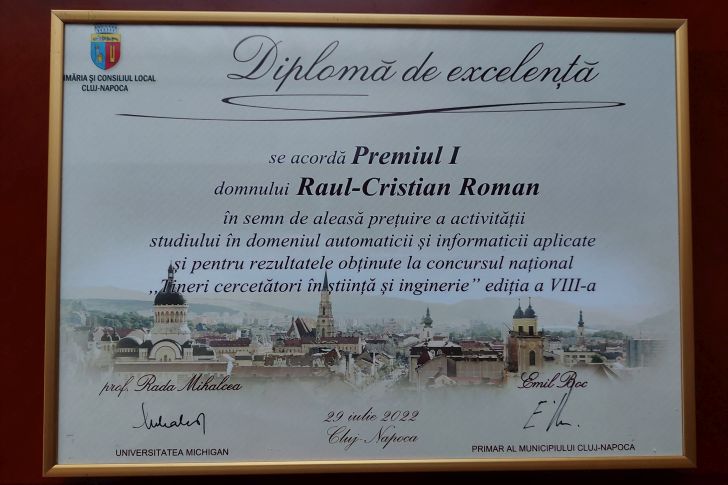 IMĂRIA ȘI CONSILIUL LOCAL
CLUJ-NAPOCA
Diplomă de excelență
se acordă Premiul I
domnului Raul-Cristian Roman
în semn de aleasă prețuire a activității
studiului în domeniul automaticii și informaticii aplicate
și pentru rezultatele obținute la concursul național
,,Tineri cercetători în știință și inginerie" ediția a VIII-a
prof. Rada Mihalcea
Emil Boc
29 iulie 2022
Cluj-Napoca
UNIVERSITATEA MICHIGAN
PRIMAR AL MUNICIPIULUI CLUJ-NAPOCA